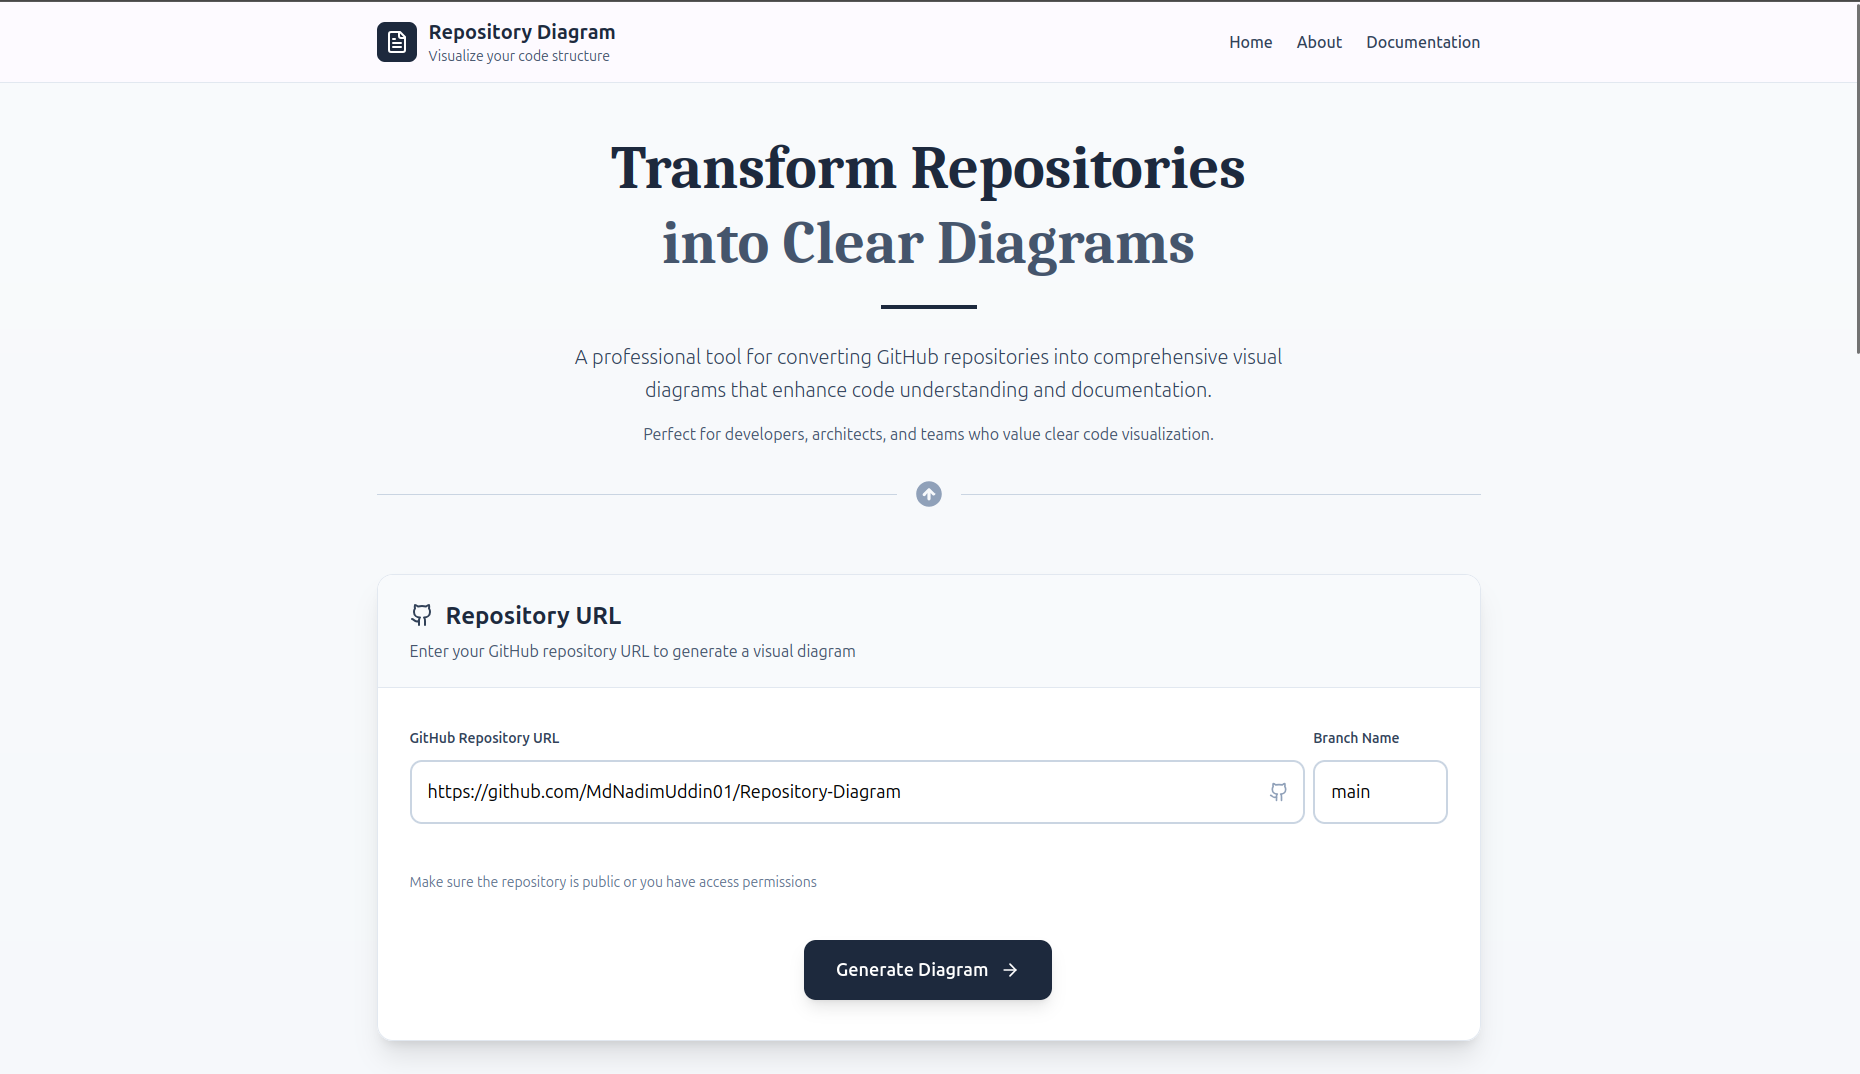 Repository Diagram
Visualize your code structure
Home About Documentation
Transform Repositories
into Clear Diagrams
A professional tool for converting GitHub repositories into comprehensive visual
diagrams that enhance code understanding and documentation.
Perfect for developers, architects, and teams who value clear code visualization.
Repository URL
Enter your GitHub repository URL to generate a visual diagram
GitHub Repository URL
Branch Name
https://github.com/MdNadimUddin01/Repository-Diagram
main
Make sure the repository is public or you have access permissions
Generate Diagram